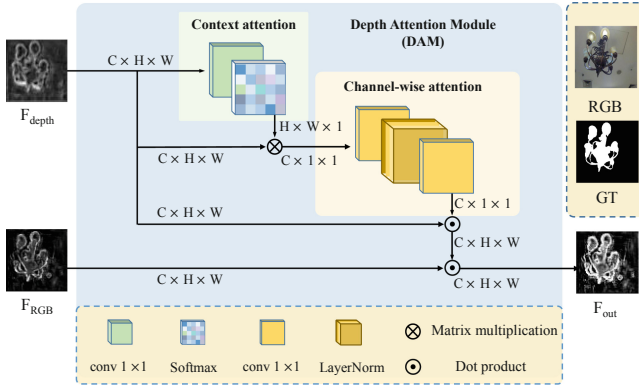 Context attention
Depth Attention Module
(DAM)
C × H × W
Channel-wise attention
F_depth
RGB
H × W × 1
C × H × W
C × 1 × 1
GT
C × 1 × 1
C × H × W
C × H × W
C × H × W
C × H × W
F_RGB
F_out
Matrix multiplication
conv 1×1
Softmax
conv 1×1
LayerNorm
Dot product